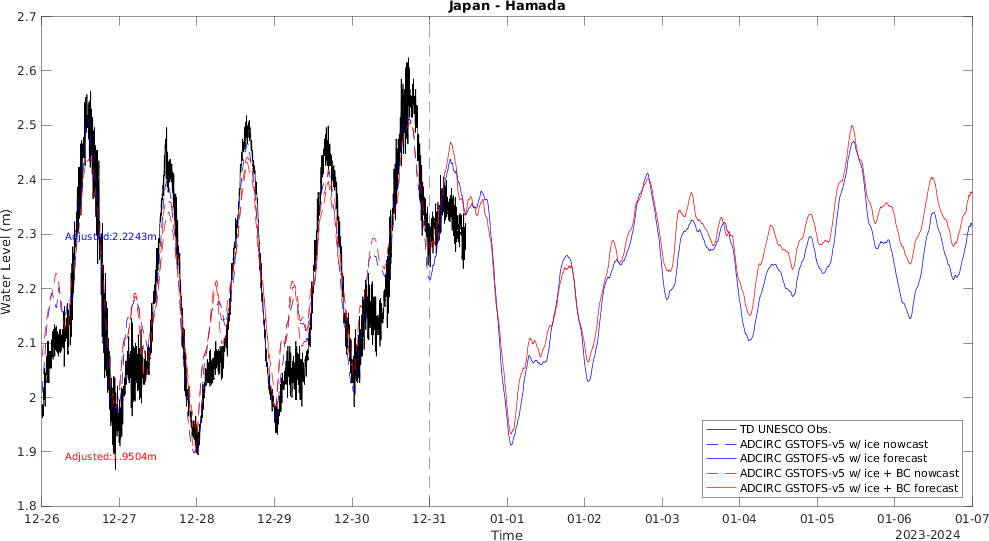 Japan - Hamada
2.7
2.6
2.5
2.4
2.3
2.2
2.1
2
1.9
1.8
Water Level (m)
Adjusted:2.2243m
Adjusted:1.9504m
TD UNESCO Obs.
ADCIRC GSTOFS-v5 w/ ice nowcast
ADCIRC GSTOFS-v5 w/ ice forecast
ADCIRC GSTOFS-v5 w/ ice + BC nowcast
ADCIRC GSTOFS-v5 w/ ice + BC forecast
12-26 12-27 12-28 12-29 12-30 12-31 01-01 01-02 01-03 01-04 01-05 01-06 01-07
Time
2023-2024